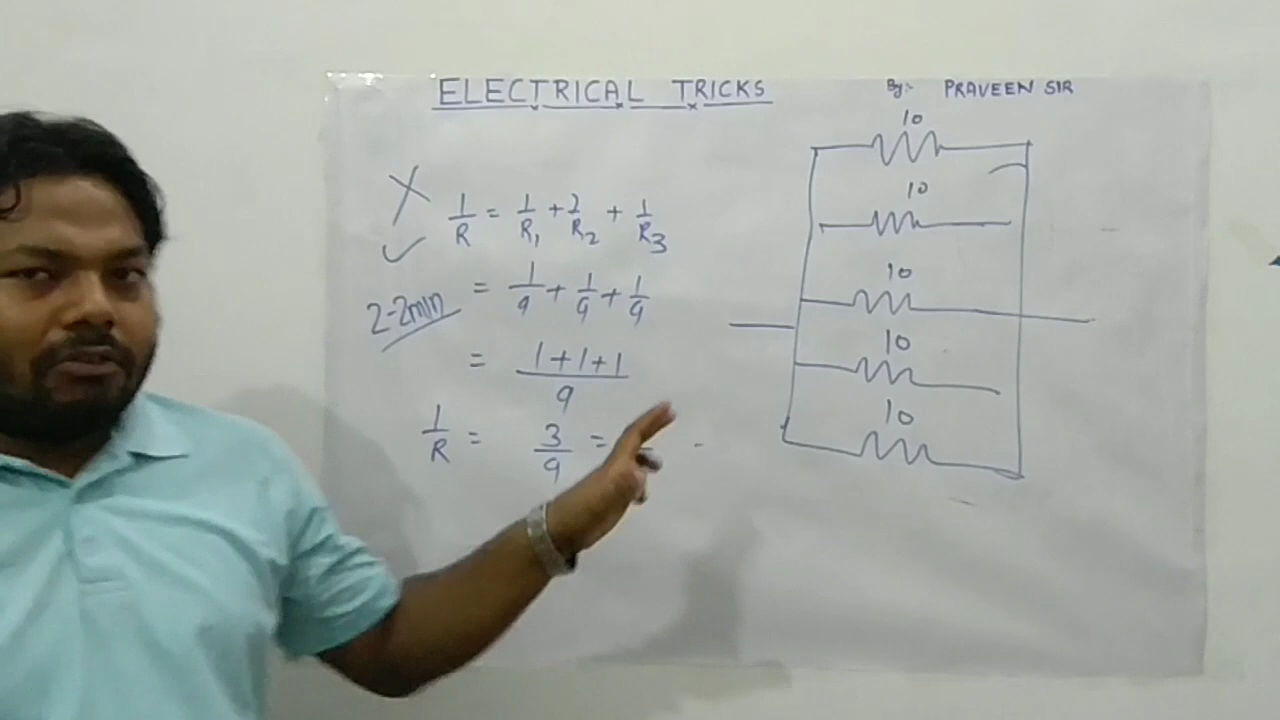 ELECTRICAL TRICKS
By:- PRAVEEN SIR
X
1/R = 1/R1 + 1/R2 + 1/R3
✓
2-2min
= 1/9 + 1/9 + 1/9
= 1+1+1/9
1/R = 3/9 =
10
10
10
10
10